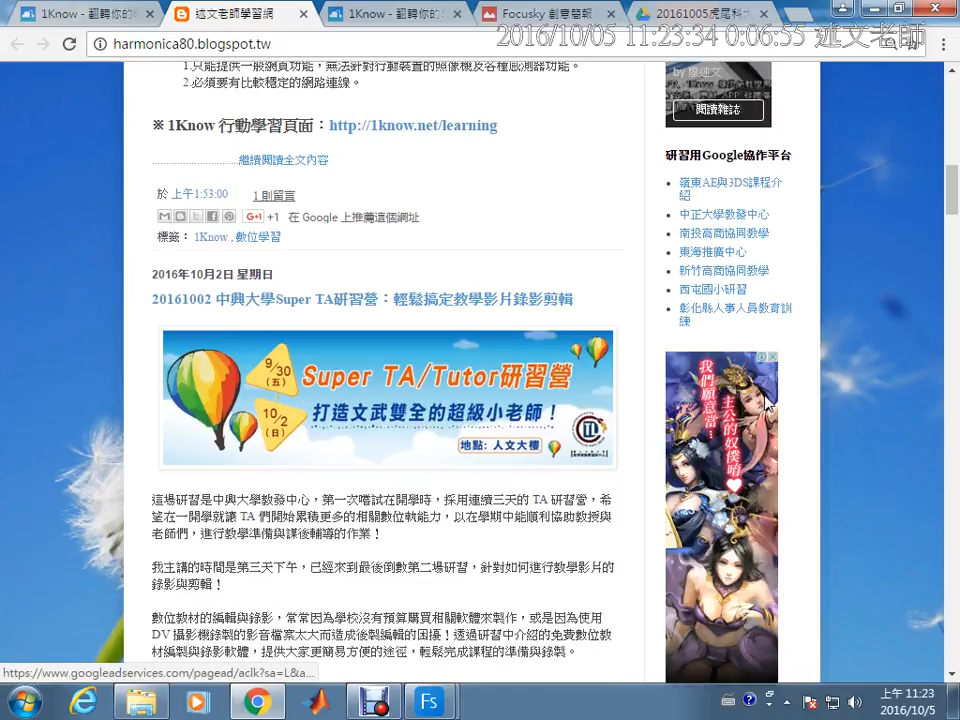 1Know - 翻轉你的
述文老師學習網
1Know - 翻轉你的
Focusky 創意簡報
20161005虎尾科
harmonica80.blogspot.tw
2016/10/05 11:23:34 0:06:55 述文老師
1.只能提供一般網頁功能，無法針對行動裝置的照像機及各種感測器功能。
2.必須要有比較穩定的網路連線。
※ 1Know 行動學習頁面：http://1know.net/learning
..............................繼續閱讀全文內容
於 上午1:53:00 1 則留言
G+1 +1 在 Google 上推薦這個網址
標籤： 1Know , 數位學習
2016年10月2日 星期日
20161002 中興大學Super TA研習營：輕鬆搞定教學影片錄影剪輯
9/30
(五)
10/2
(日)
Super TA/Tutor研習營
打造文武雙全的超級小老師！
地點: 人文大樓
這場研習是中興大學教發中心，第一次嚐試在開學時，採用連續三天的 TA 研習營，希
望在一開學就讓 TA 們開始累積更多的相關數位執能力，以在學期中能順利協助教授與
老師們，進行教學準備與課後輔導的作業！
我主講的時間是第三天下午，已經來到最後倒數第二場研習，針對如何進行教學影片的
錄影與剪輯！
數位教材的編輯與錄影，常常因為學校沒有預算購買相關軟體來製作，或是因為使用
DV 攝影機錄製的影音檔案太大而造成後製編輯的困擾！透過研習中介紹的免費數位教
材編製與錄影軟體，提供大家更簡易方便的途徑，輕鬆完成課程的準備與錄製。
by 廖述文
閱讀雜誌
研習用Google協作平台
嶺東AE與3DS課程介
紹
中正大學教發中心
南投高商協同教學
東海推廣中心
新竹高商協同教學
西屯國小研習
彰化縣人事人員教育訓
練
我們願意當：
主公的奴僕唷
https://www.googleadservices.com/pagead/aclk?sa=L&a...
Fs
上午 11:23
2016/10/5